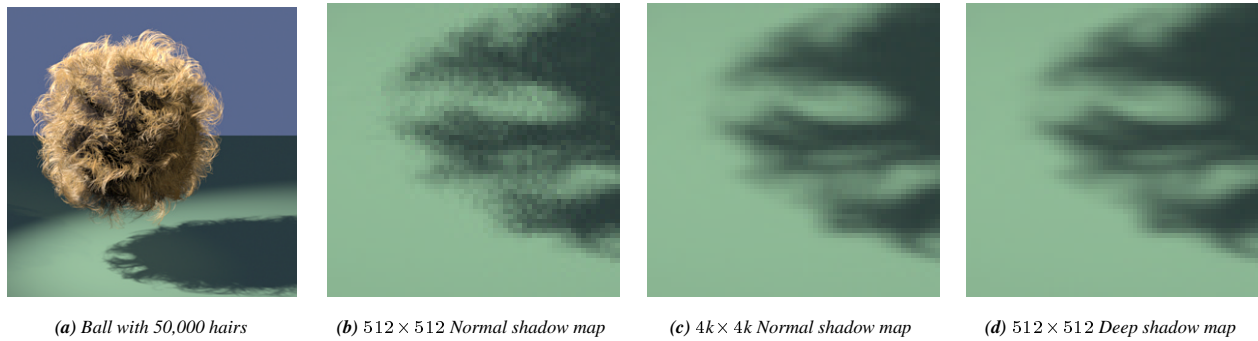 (a) Ball with 50,000 hairs
(b) 512 × 512 Normal shadow map
(c) 4k × 4k Normal shadow map
(d) 512 × 512 Deep shadow map